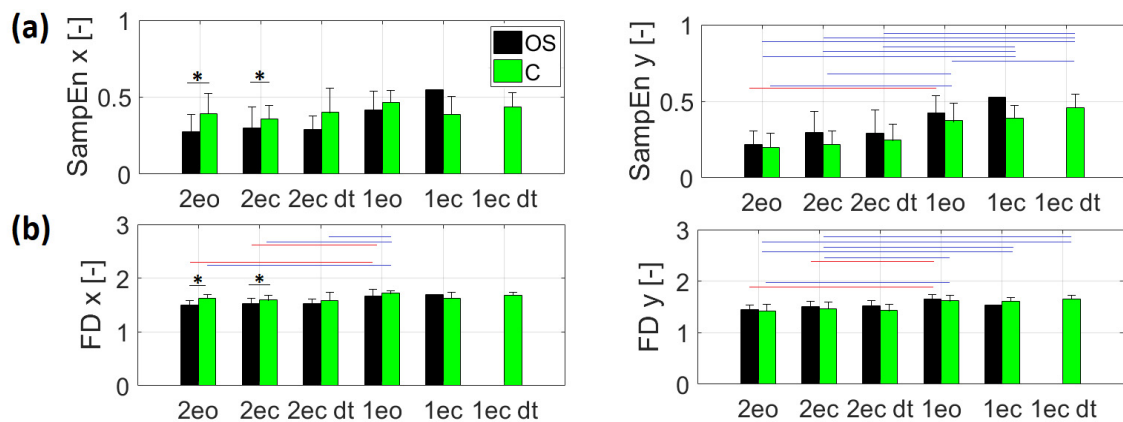 (a)
SampEn x [-]
1
0.5
0
* *
OS
C
2eo 2ec 2ec dt 1eo 1ec 1ec dt
SampEn y [-]
1
0.5
0
2eo 2ec 2ec dt 1eo 1ec 1ec dt
(b)
FD x [-]
3
2
1
0
* *
2eo 2ec 2ec dt 1eo 1ec 1ec dt
FD y [-]
3
2
1
0
2eo 2ec 2ec dt 1eo 1ec 1ec dt